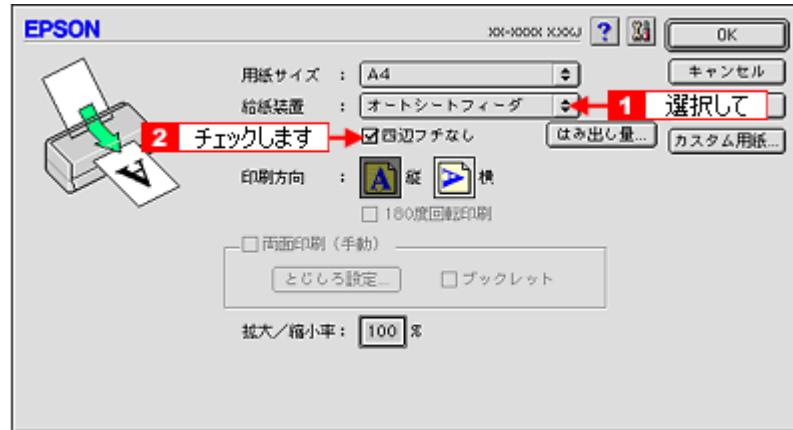 EPSON
XX-XXXX X.XXJ
?
OK
用紙サイズ : A4
キャンセル
給紙装置 : オートシートフィーダ
1 選択して
2 チェックします
四辺フチなし
はみ出し量...
カスタム用紙...
印刷方向 : A 縦 A 横
180度回転印刷
両面印刷(手動)
とじしろ設定...
ブックレット
拡大/縮小率: 100 %
A